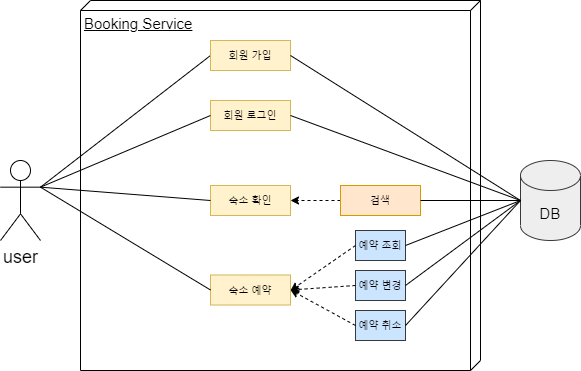 Booking Service
회원 가입
회원 로그인
숙소 확인
검색
user
DB
예약 조회
숙소 예약
예약 변경
예약 취소